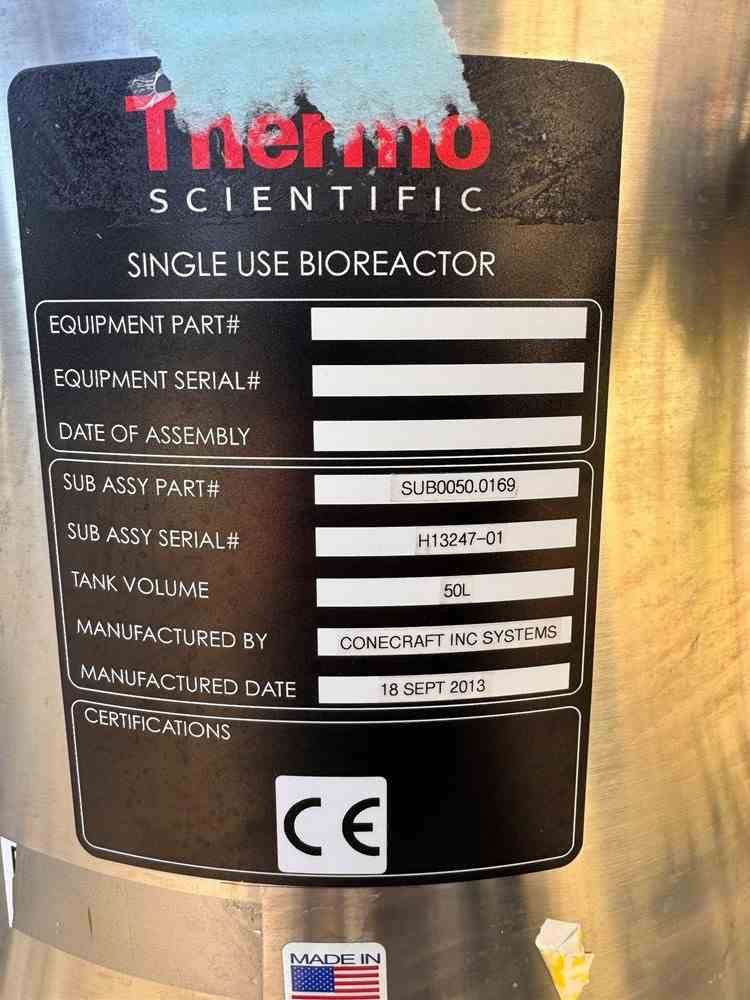 Thermo
SCIENTIFIC
SINGLE USE BIOREACTOR
EQUIPMENT PART#
EQUIPMENT SERIAL#
DATE OF ASSEMBLY
SUB ASSY PART# SUB0050.0169
SUB ASSY SERIAL# H13247-01
TANK VOLUME 50L
MANUFACTURED BY CONECRAFT INC SYSTEMS
MANUFACTURED DATE 18 SEPT 2013
CERTIFICATIONS
CE
MADE IN